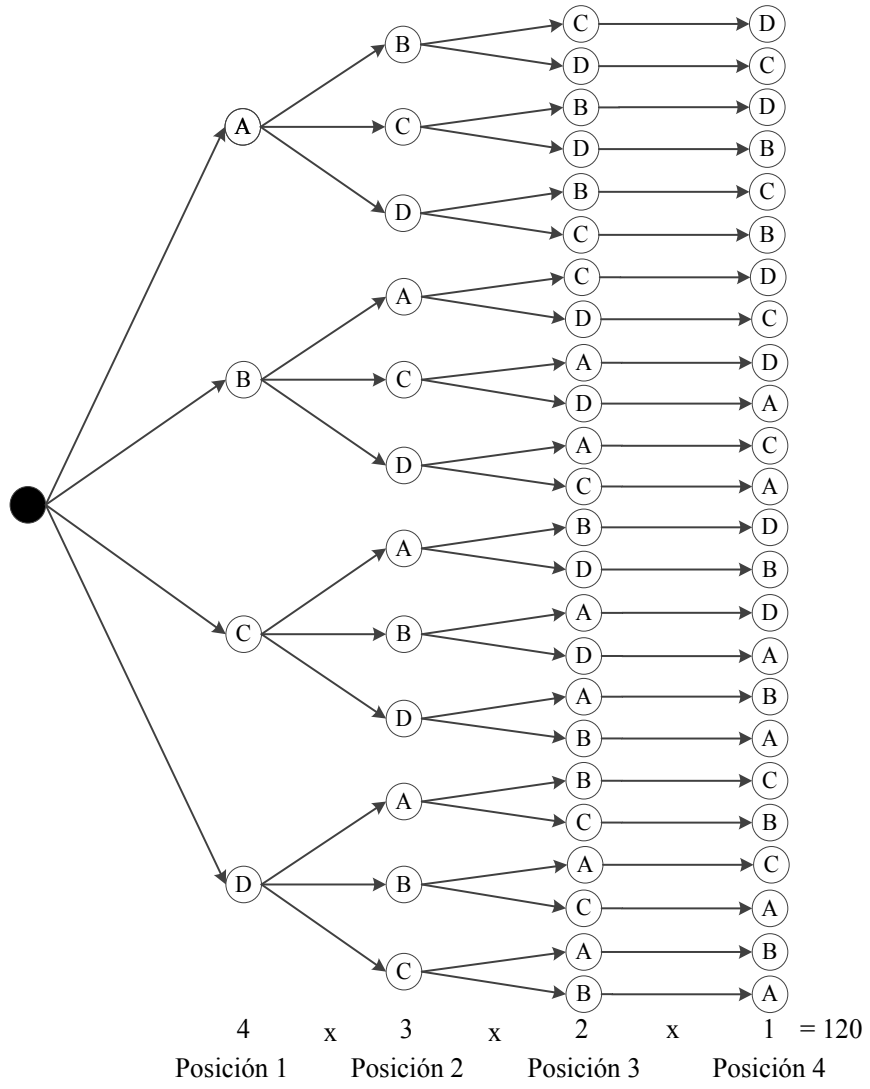 C D
B
D C
B D
A C
D B
B C
D
C B
C D
A
D C
A D
B C
D A
A C
D
C A
B D
A
D B
A D
C B
D A
A B
D
B A
B C
A
C B
A C
D B
C A
A B
C
B A
4 x 3 x 2 x 1 = 120
Posición 1 Posición 2 Posición 3 Posición 4